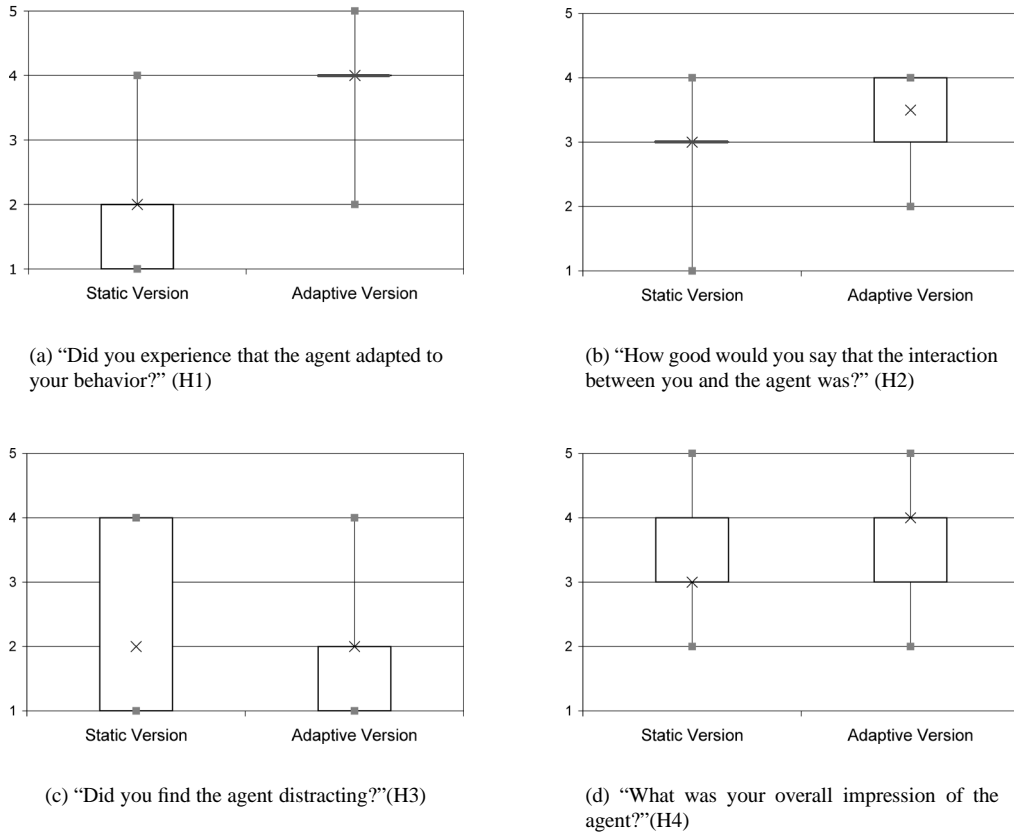 5
4
3
2
1
Static Version
Adaptive Version
(a) “Did you experience that the agent adapted to
your behavior?” (H1)
5
4
3
2
1
Static Version
Adaptive Version
(b) “How good would you say that the interaction
between you and the agent was?” (H2)
5
4
3
2
1
Static Version
Adaptive Version
(c) “Did you find the agent distracting?”(H3)
5
4
3
2
1
Static Version
Adaptive Version
(d) “What was your overall impression of the
agent?”(H4)